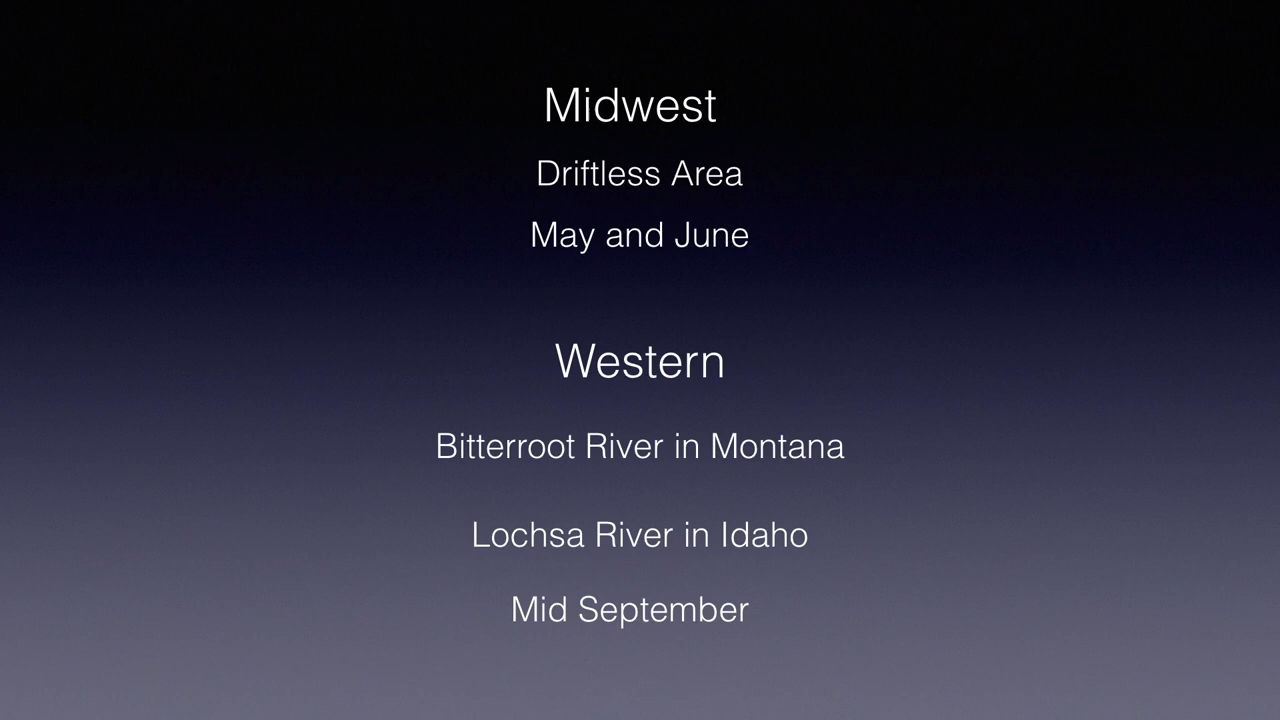 Midwest
Driftless Area
May and June
Western
Bitterroot River in Montana
Lochsa River in Idaho
Mid September